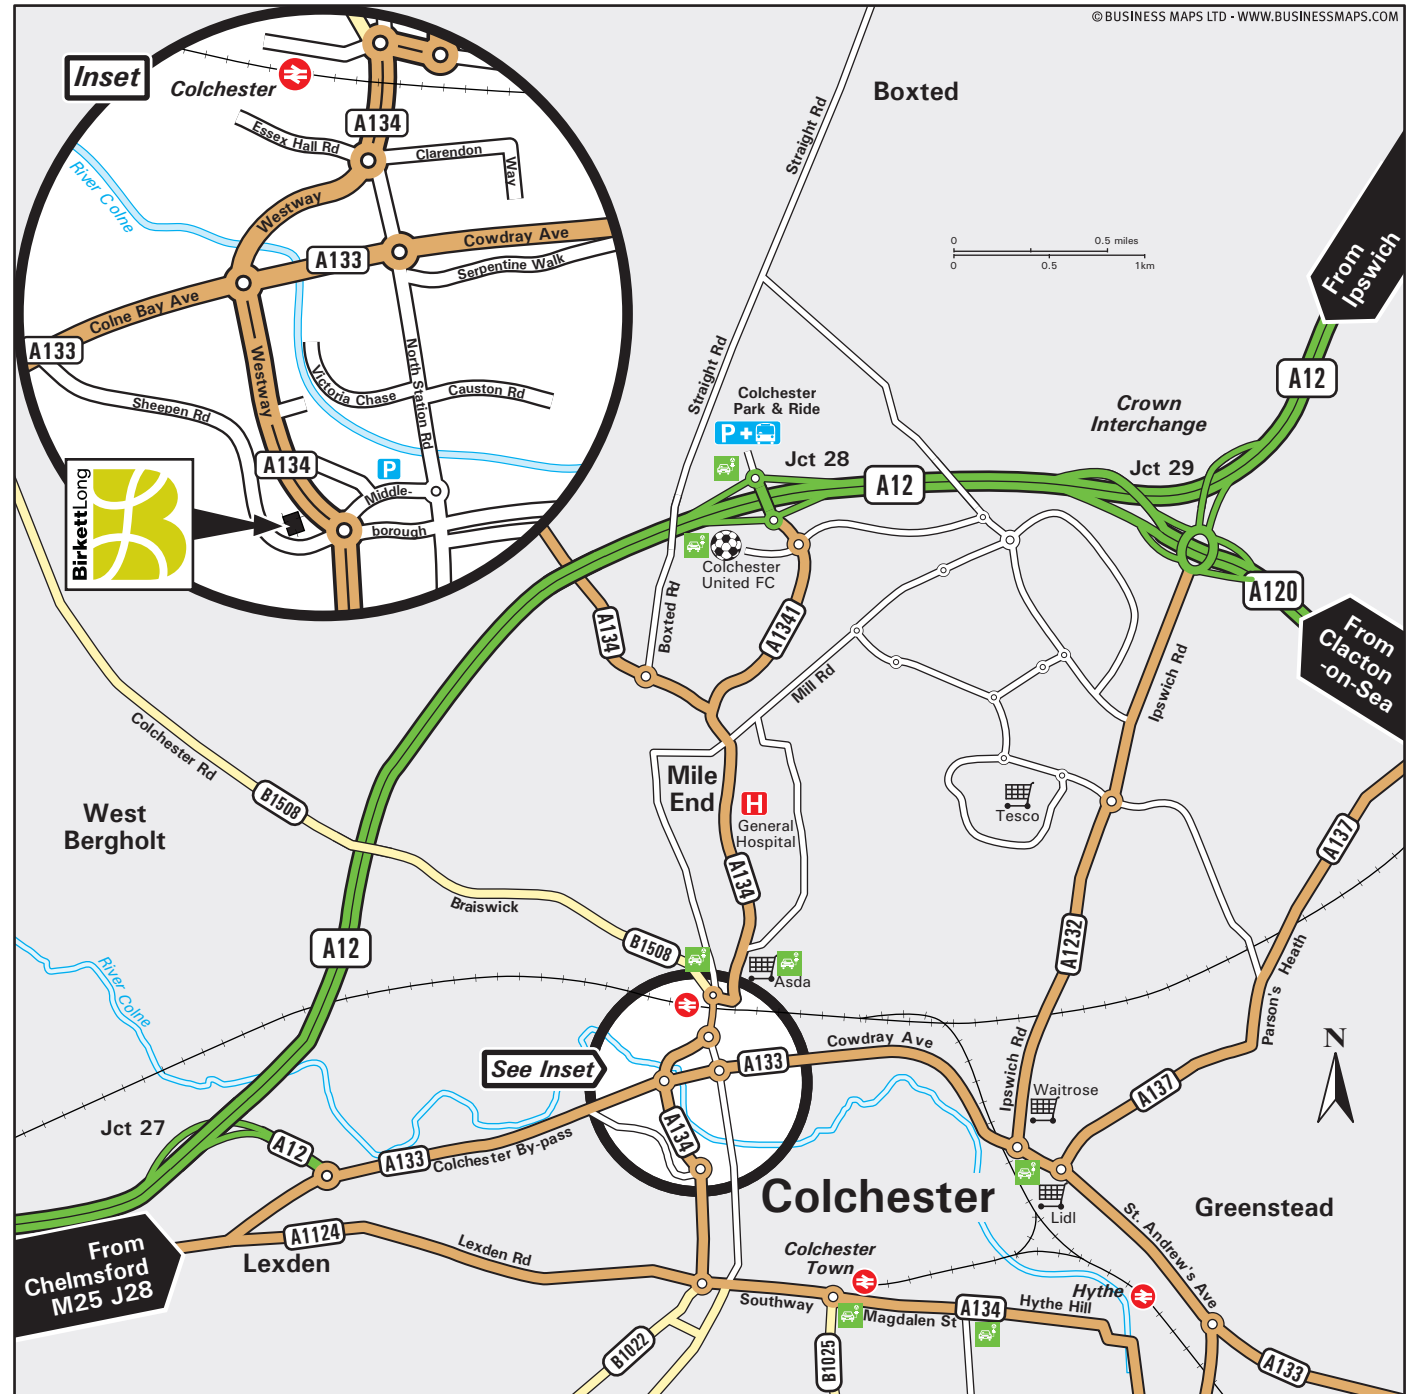 © BUSINESS MAPS LTD - WWW.BUSINESSMAPS.COM
Inset
Colchester
A134
Essex Hall Rd
Clarendon
Way
River Colne
Westway
A133
Cowdray Ave
Serpentine Walk
Colne Bay Ave
A133
Westway
North Station Rd
Victoria Chase
Causton Rd
Sheepen Rd
A134
P
Middle-
borough
BirkettLong
Boxted
Straight Rd
0
0.5 miles
0
0.5
1km
From
Ipswich
A12
Straight Rd
Colchester
Park & Ride
P+
Crown
Interchange
Jct 28
A12
Jct 29
Colchester
United FC
A120
From
Clacton
-on-Sea
A134
Boxted Rd
A1341
Mill Rd
Ipswich Rd
Colchester Rd
B1508
Mile
End
H
General
Hospital
West
Bergholt
Tesco
A137
A134
Braiswick
B1508
A12
A1232
Parson's Heath
River Colne
Asda
See Inset
A133
Cowdray Ave
Ipswich Rd
Waitrose
A137
N
Jct 27
A12
A133
Colchester By-pass
A134
Colchester
Lidl
Greenstead
St. Andrew's Ave
From
Chelmsford
M25 J28
A1124
Lexden
Lexden Rd
Colchester
Town
Hythe
Southway
Magdalen St
A134
Hythe Hill
B1022
B1025
A133